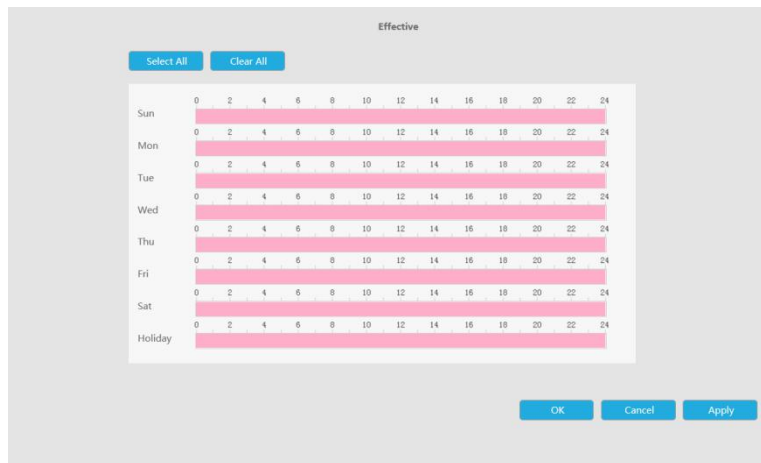 Effective
Select All Clear All
0 2 4 6 8 10 12 14 16 18 20 22 24
Sun
0 2 4 6 8 10 12 14 16 18 20 22 24
Mon
0 2 4 6 8 10 12 14 16 18 20 22 24
Tue
0 2 4 6 8 10 12 14 16 18 20 22 24
Wed
0 2 4 6 8 10 12 14 16 18 20 22 24
Thu
0 2 4 6 8 10 12 14 16 18 20 22 24
Fri
0 2 4 6 8 10 12 14 16 18 20 22 24
Sat
0 2 4 6 8 10 12 14 16 18 20 22 24
Holiday
OK Cancel Apply